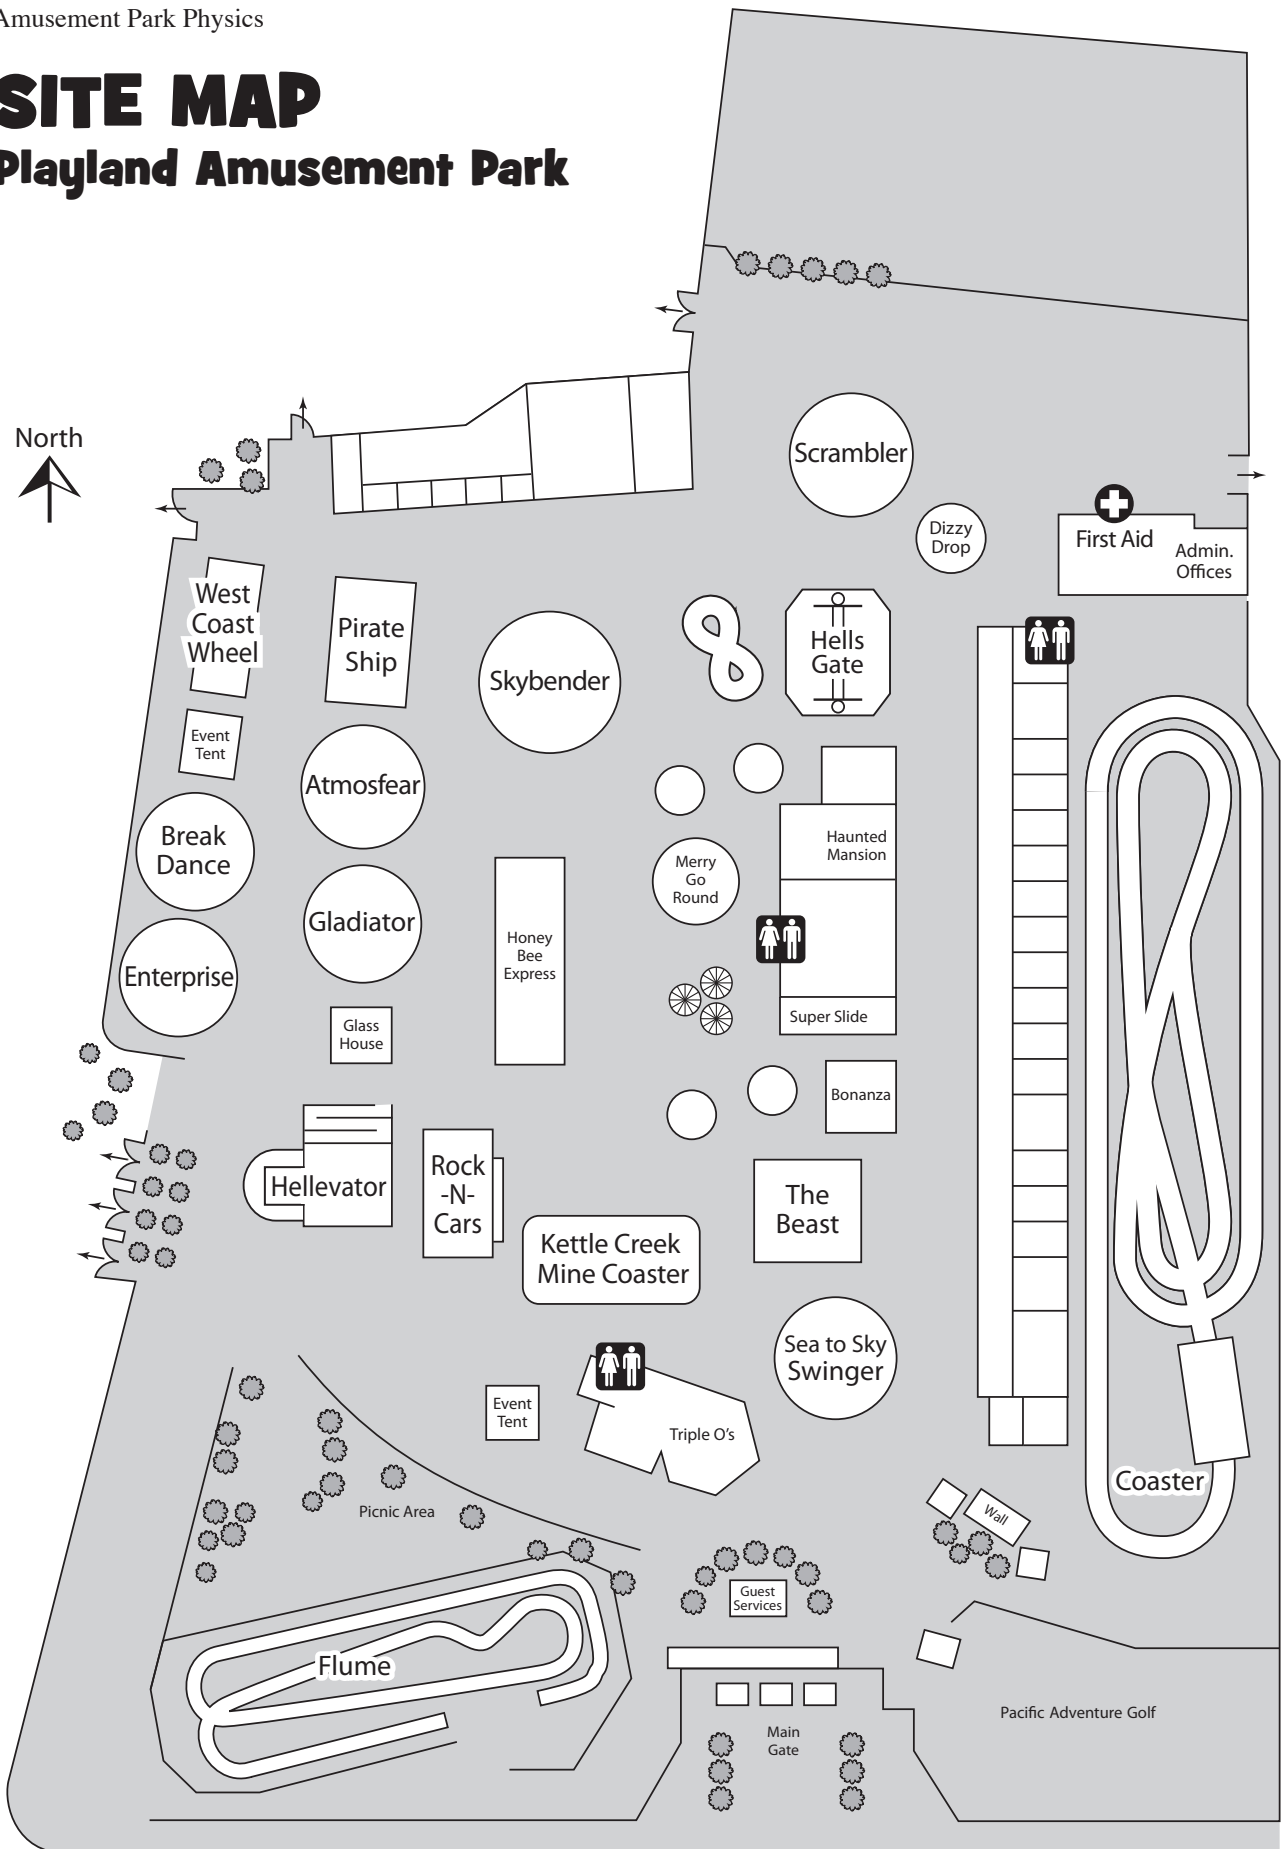 Amusement Park Physics
SITE MAP
Playland Amusement Park
North
Scrambler
Dizzy
Drop
First Aid
Admin.
Offices
West
Coast
Wheel
Pirate
Ship
Skybender
Hells
Gate
Event
Tent
Atmosfear
Break
Dance
Haunted
Mansion
Merry
Go
Round
Gladiator
Honey
Bee
Express
Enterprise
Super Slide
Glass
House
Bonanza
Hellevator
Rock
-N-
Cars
The
Beast
Kettle Creek
Mine Coaster
Sea to Sky
Swinger
Event
Tent
Triple O's
Coaster
Picnic Area
Wall
Guest
Services
Flume
Pacific Adventure Golf
Main
Gate